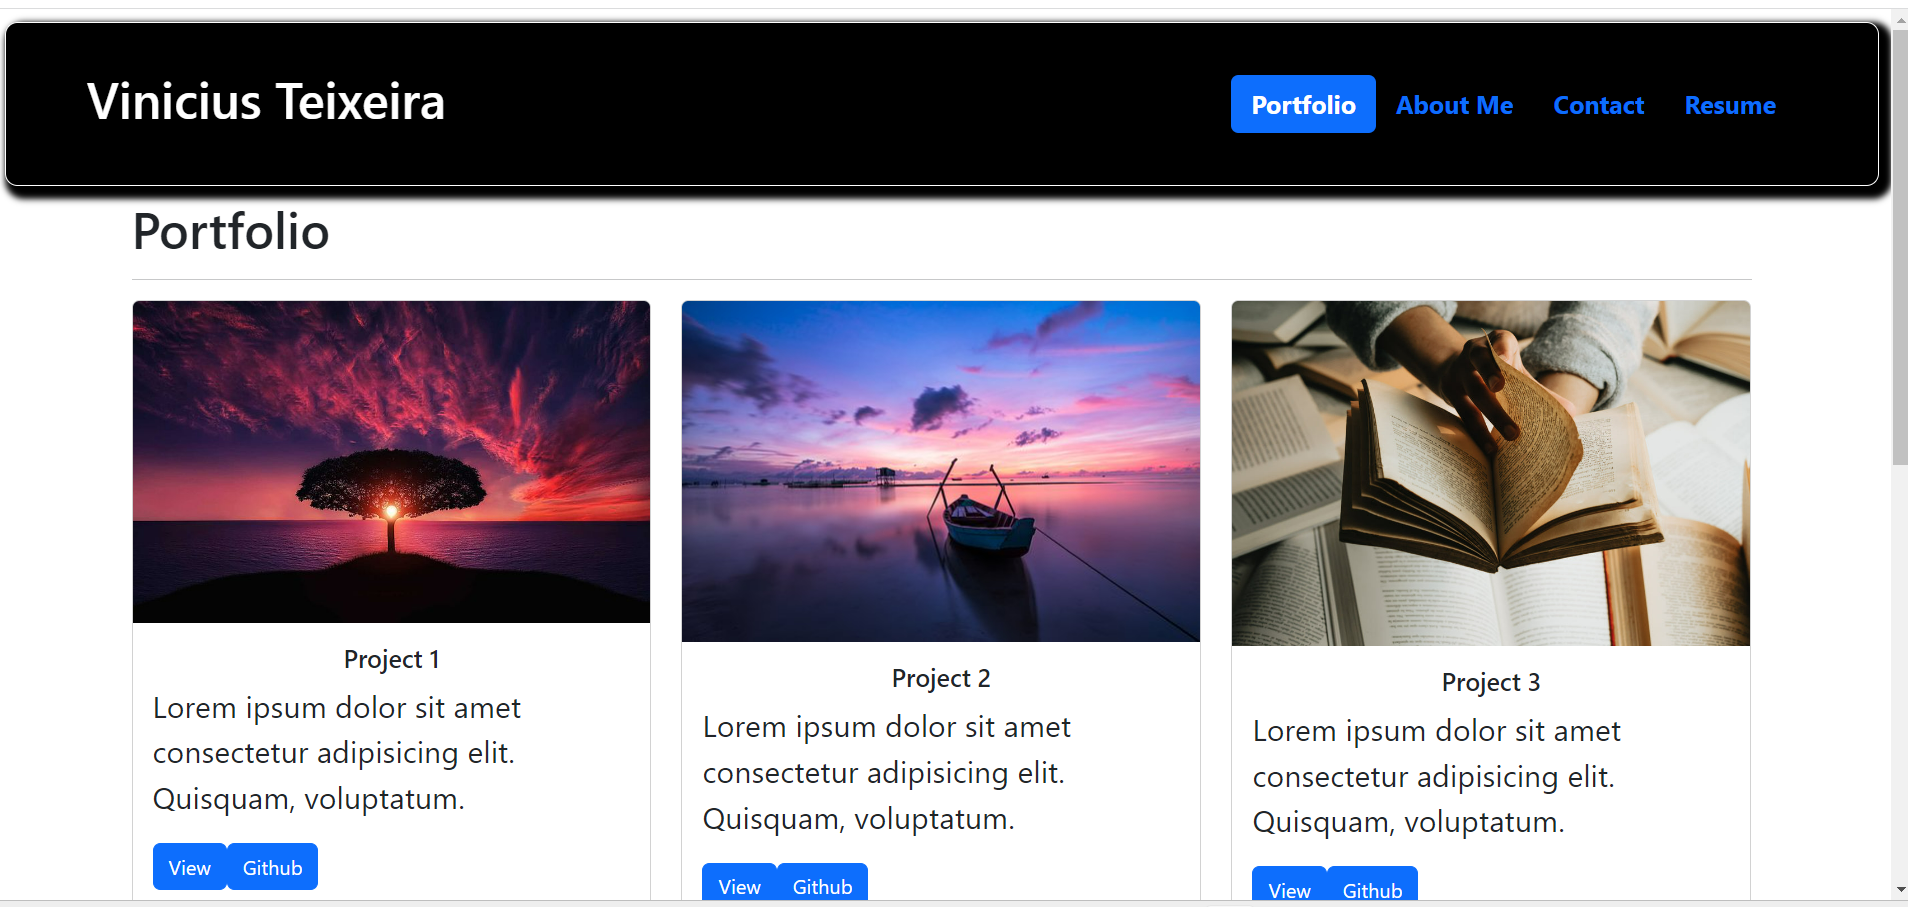 Vinicius Teixeira
Portfolio About Me Contact Resume
Portfolio
Project 1
Lorem ipsum dolor sit amet
consectetur adipisicing elit.
Quisquam, voluptatum.
View Github
Project 2
Lorem ipsum dolor sit amet
consectetur adipisicing elit.
Quisquam, voluptatum.
View Github
Project 3
Lorem ipsum dolor sit amet
consectetur adipisicing elit.
Quisquam, voluptatum.
View Github